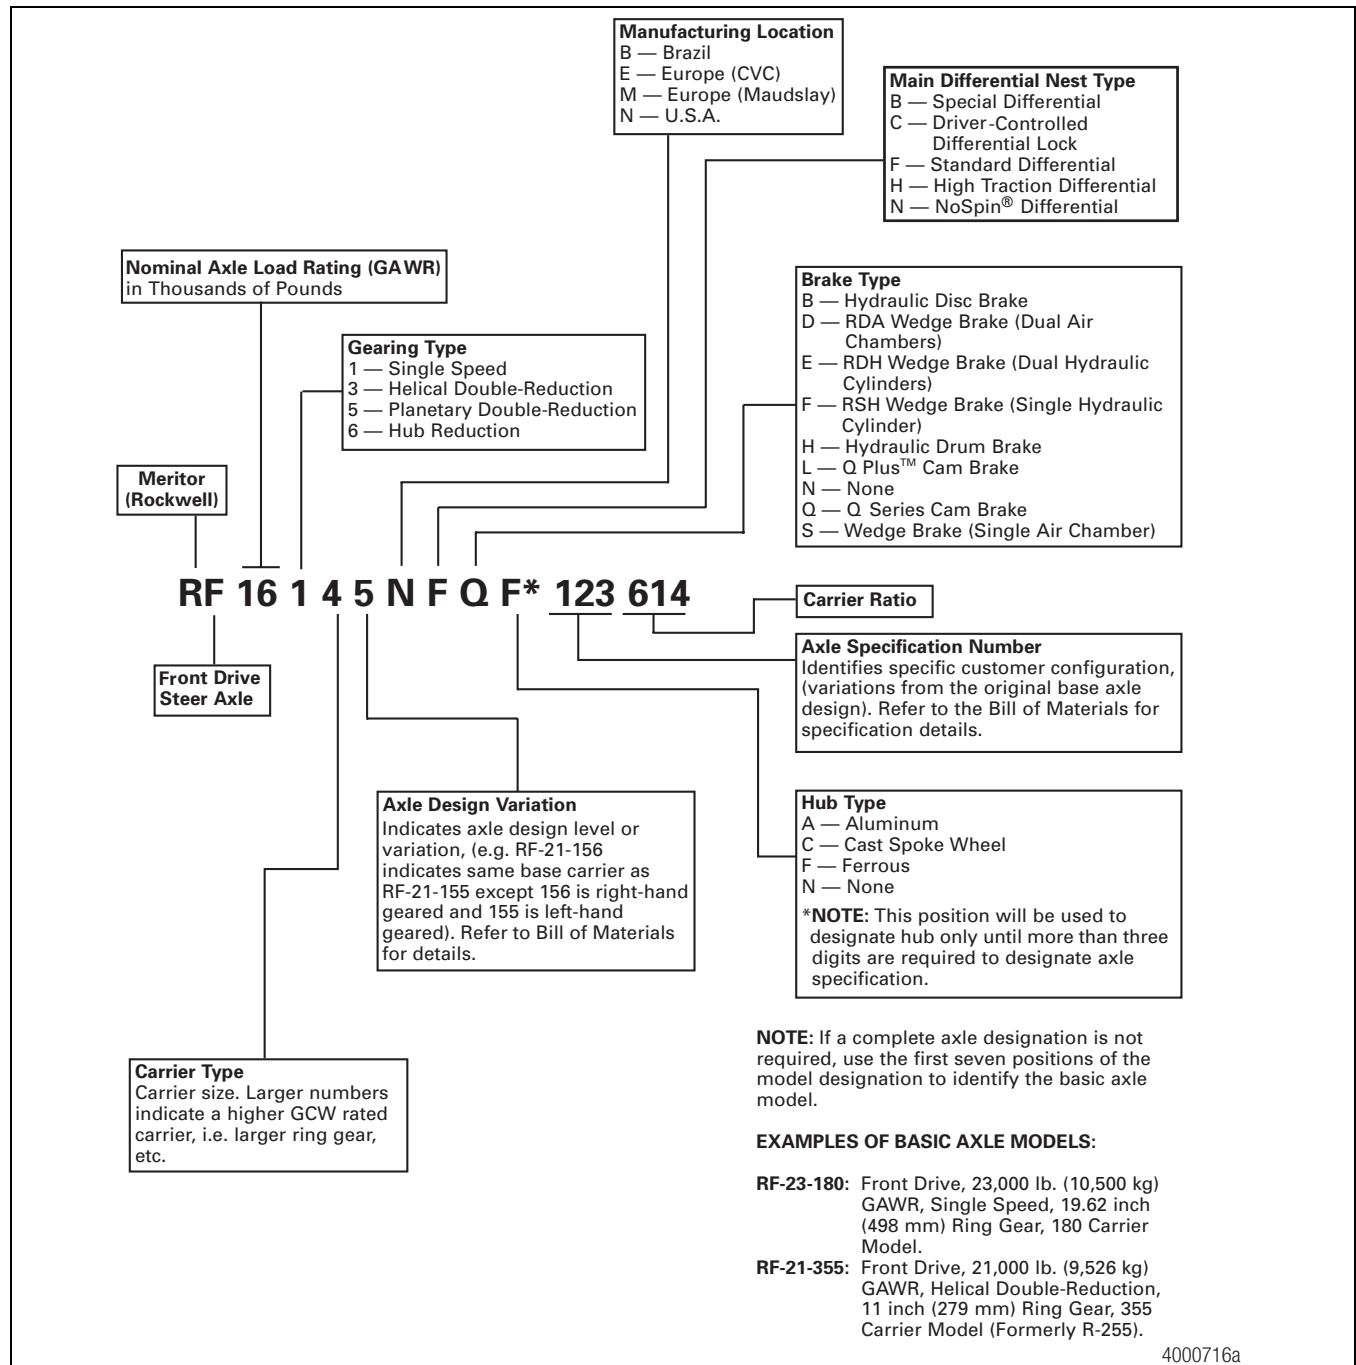 Manufacturing Location
B — Brazil
E — Europe (CVC)
M — Europe (Maudslay)
N — U.S.A.
Main Differential Nest Type
B — Special Differential
C — Driver-Controlled
Differential Lock
F — Standard Differential
H — High Traction Differential
N — NoSpin® Differential
Nominal Axle Load Rating (GAWR)
in Thousands of Pounds
Gearing Type
1 — Single Speed
3 — Helical Double-Reduction
5 — Planetary Double-Reduction
6 — Hub Reduction
Brake Type
B — Hydraulic Disc Brake
D — RDA Wedge Brake (Dual Air
Chambers)
E — RDH Wedge Brake (Dual Hydraulic
Cylinders)
F — RSH Wedge Brake (Single Hydraulic
Cylinder)
H — Hydraulic Drum Brake
L — Q Plus™ Cam Brake
N — None
Q — Q Series Cam Brake
S — Wedge Brake (Single Air Chamber)
Meritor
(Rockwell)
RF 16 1 4 5 N F Q F* 123 614
Carrier Ratio
Axle Specification Number
Identifies specific customer configuration,
(variations from the original base axle
design). Refer to the Bill of Materials for
specification details.
Front Drive
Steer Axle
Axle Design Variation
Indicates axle design level or
variation, (e.g. RF-21-156
indicates same base carrier as
RF-21-155 except 156 is right-hand
geared and 155 is left-hand
geared). Refer to Bill of Materials
for details.
Hub Type
A — Aluminum
C — Cast Spoke Wheel
F — Ferrous
N — None
*NOTE: This position will be used to
designate hub only until more than three
digits are required to designate axle
specification.
Carrier Type
Carrier size. Larger numbers
indicate a higher GCW rated
carrier, i.e. larger ring gear,
etc.
NOTE: If a complete axle designation is not
required, use the first seven positions of the
model designation to identify the basic axle
model.
EXAMPLES OF BASIC AXLE MODELS:
RF-23-180: Front Drive, 23,000 lb. (10,500 kg)
GAWR, Single Speed, 19.62 inch
(498 mm) Ring Gear, 180 Carrier
Model.
RF-21-355: Front Drive, 21,000 lb. (9,526 kg)
GAWR, Helical Double-Reduction,
11 inch (279 mm) Ring Gear, 355
Carrier Model (Formerly R-255).
4000716a